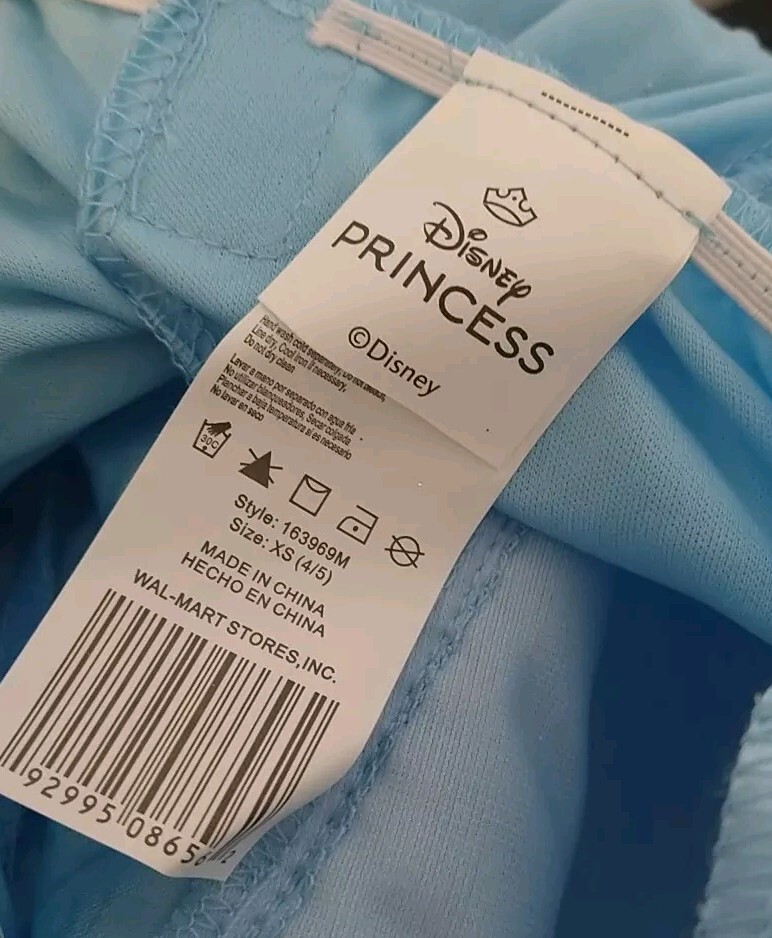 Disney
PRINCESS
©Disney
Hand wash cold separately,
Line dry, Cool iron if necessary,
Do not dry clean
Lavar a mano por separado con agua fría
No utilizar blanqueadores, Secar colgada
Planchar a baja temperatura si es necesario
No lavar en seco
30C
Style: 163969M
Size: XS (4/5)
MADE IN CHINA
HECHO EN CHINA
WAL-MART STORES,INC.
92995 0865